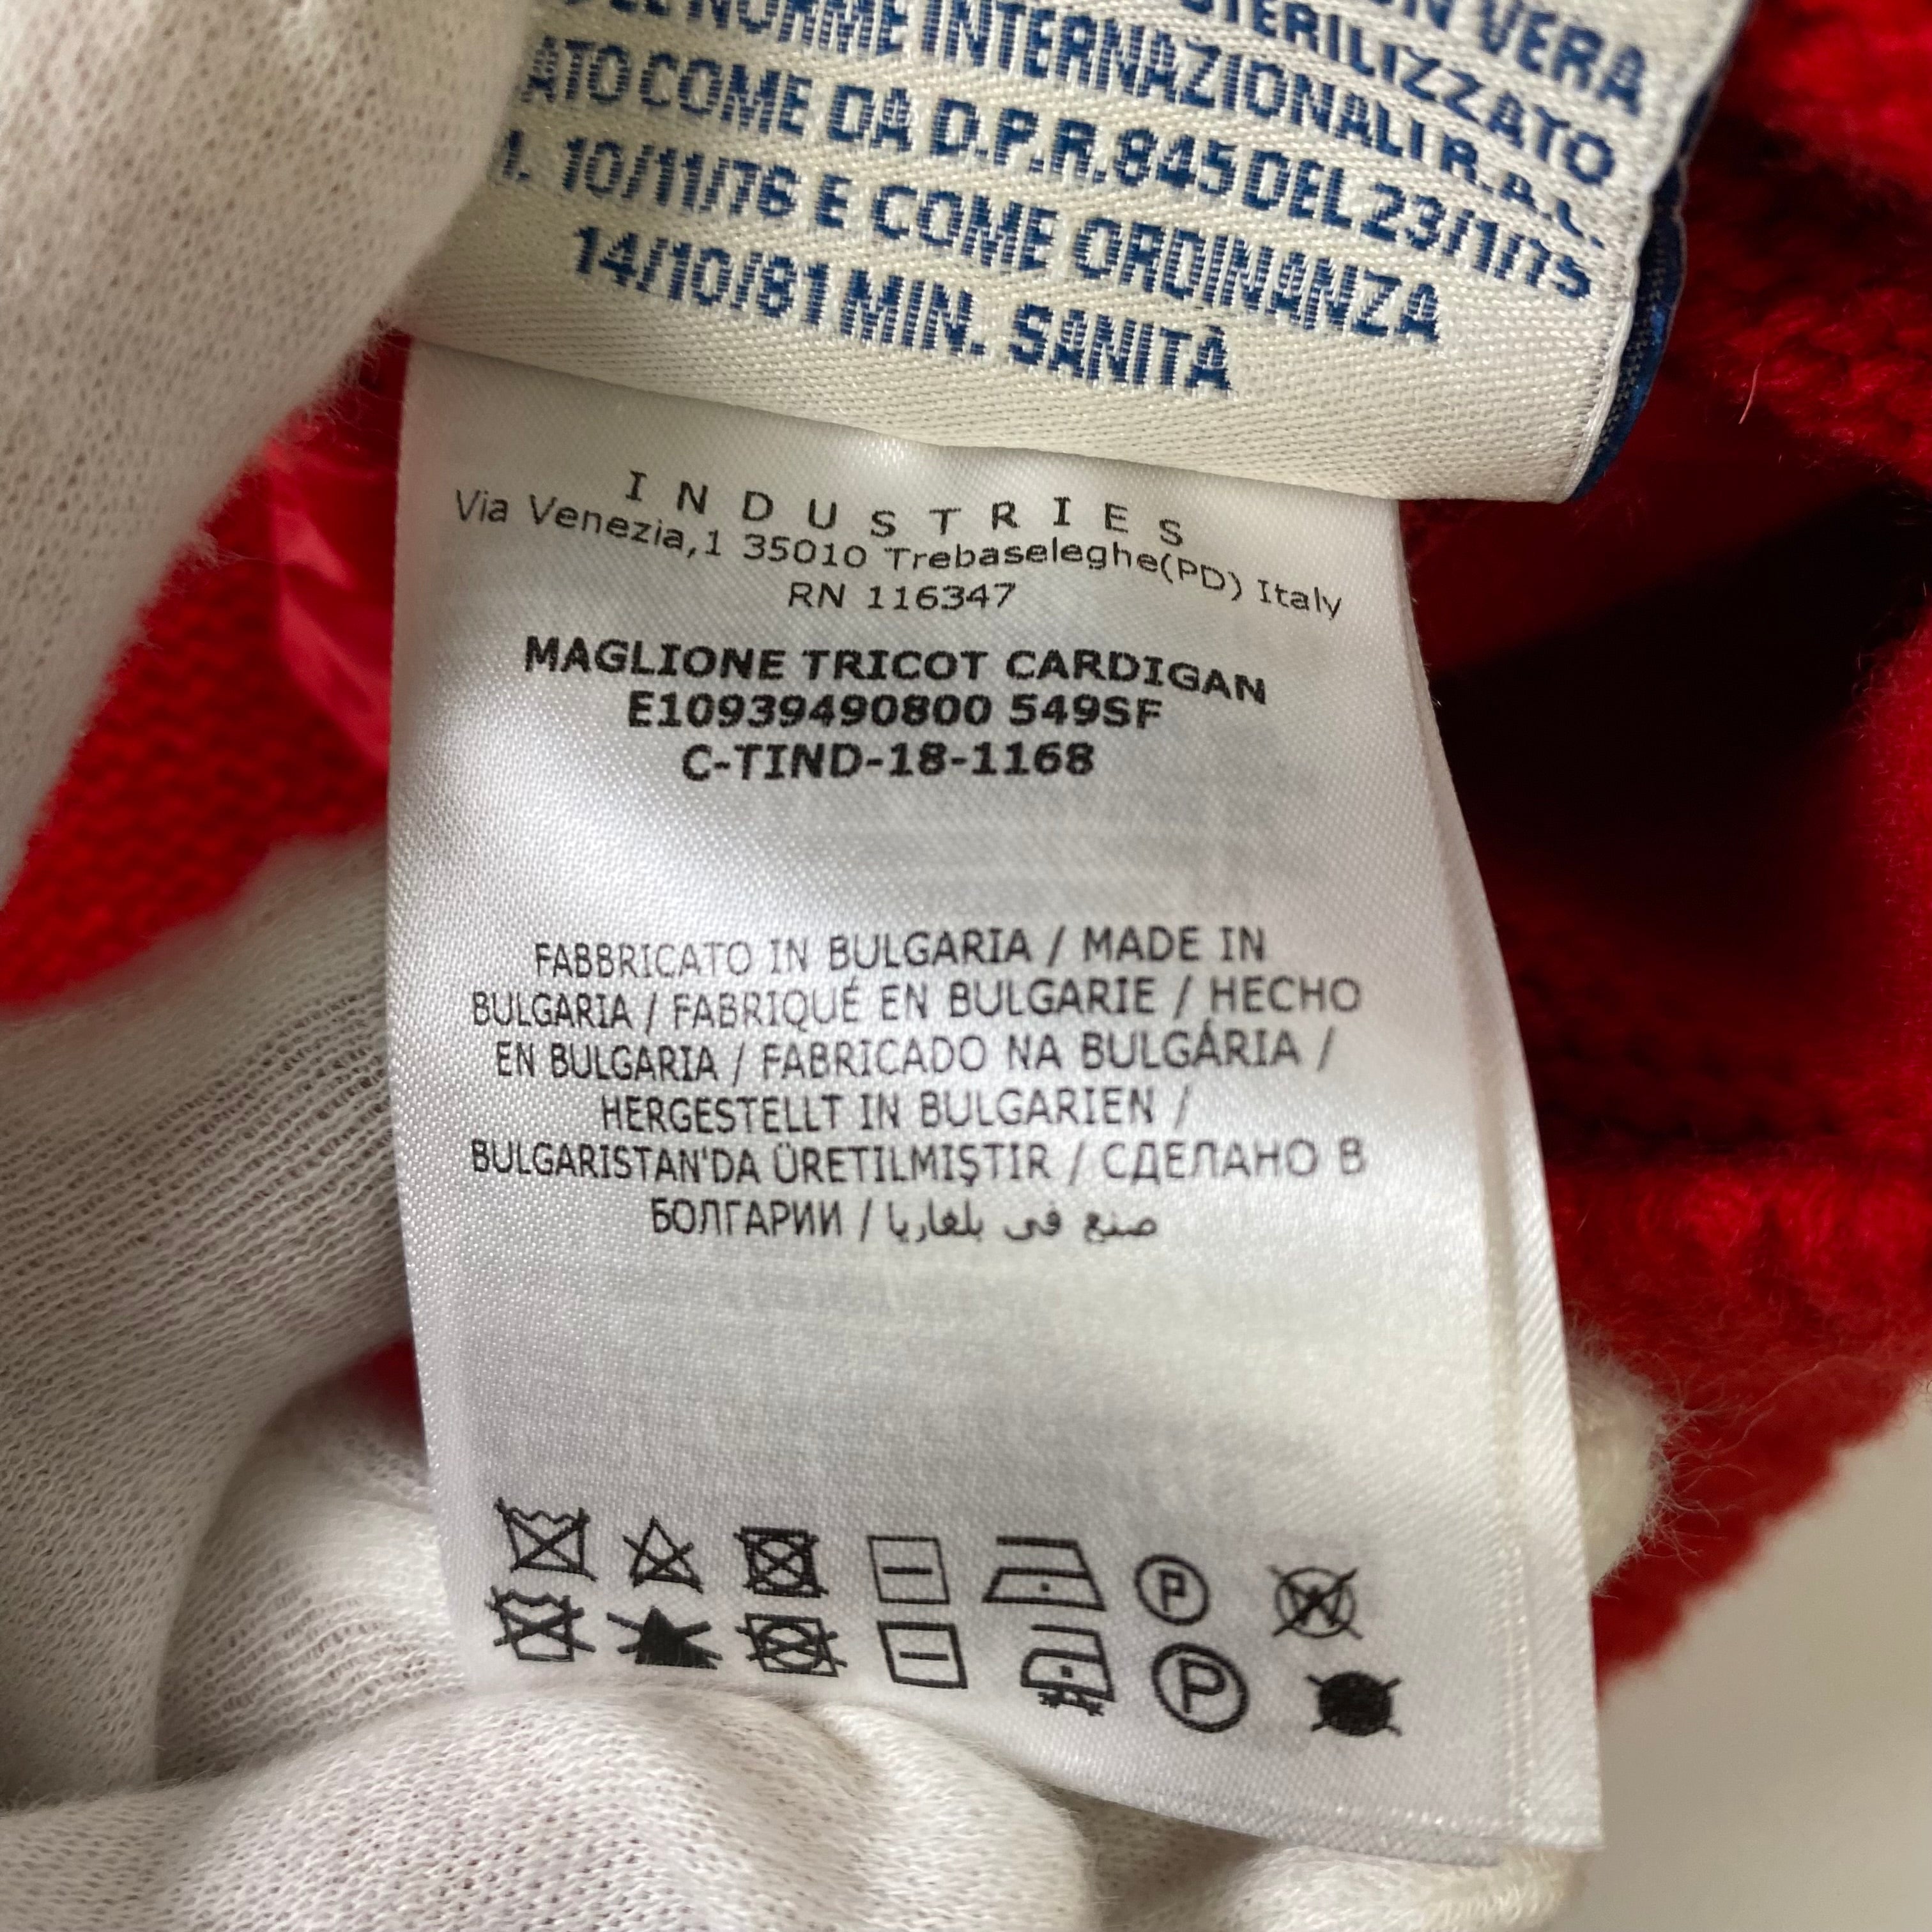 VERA
STERILIZZATO
NORME INTERNAZIONALI R.A.L.
ATO COME DA D.P.R. 845 DEL 23/1/75
10/11/76 E COME ORDINANZA
14/10/81 MIN. SANITÀ
INDUSTRIES
Via Venezia,1 35010 Trebaseleghe(PD) Italy
RN 116347
MAGLIONE TRICOT CARDIGAN
E10939490800 549SF
C-TIND-18-1168
FABBRICATO IN BULGARIA / MADE IN
BULGARIA / FABRIQUÉ EN BULGARIE / HECHO
EN BULGARIA / FABRICADO NA BULGÁRIA /
HERGESTELLT IN BULGARIEN /
BULGARISTAN'DA ÜRETILMIŞTIR / СДЕЛАНО В
БОЛГАРИИ / صنع في بلغاريا
P W
P